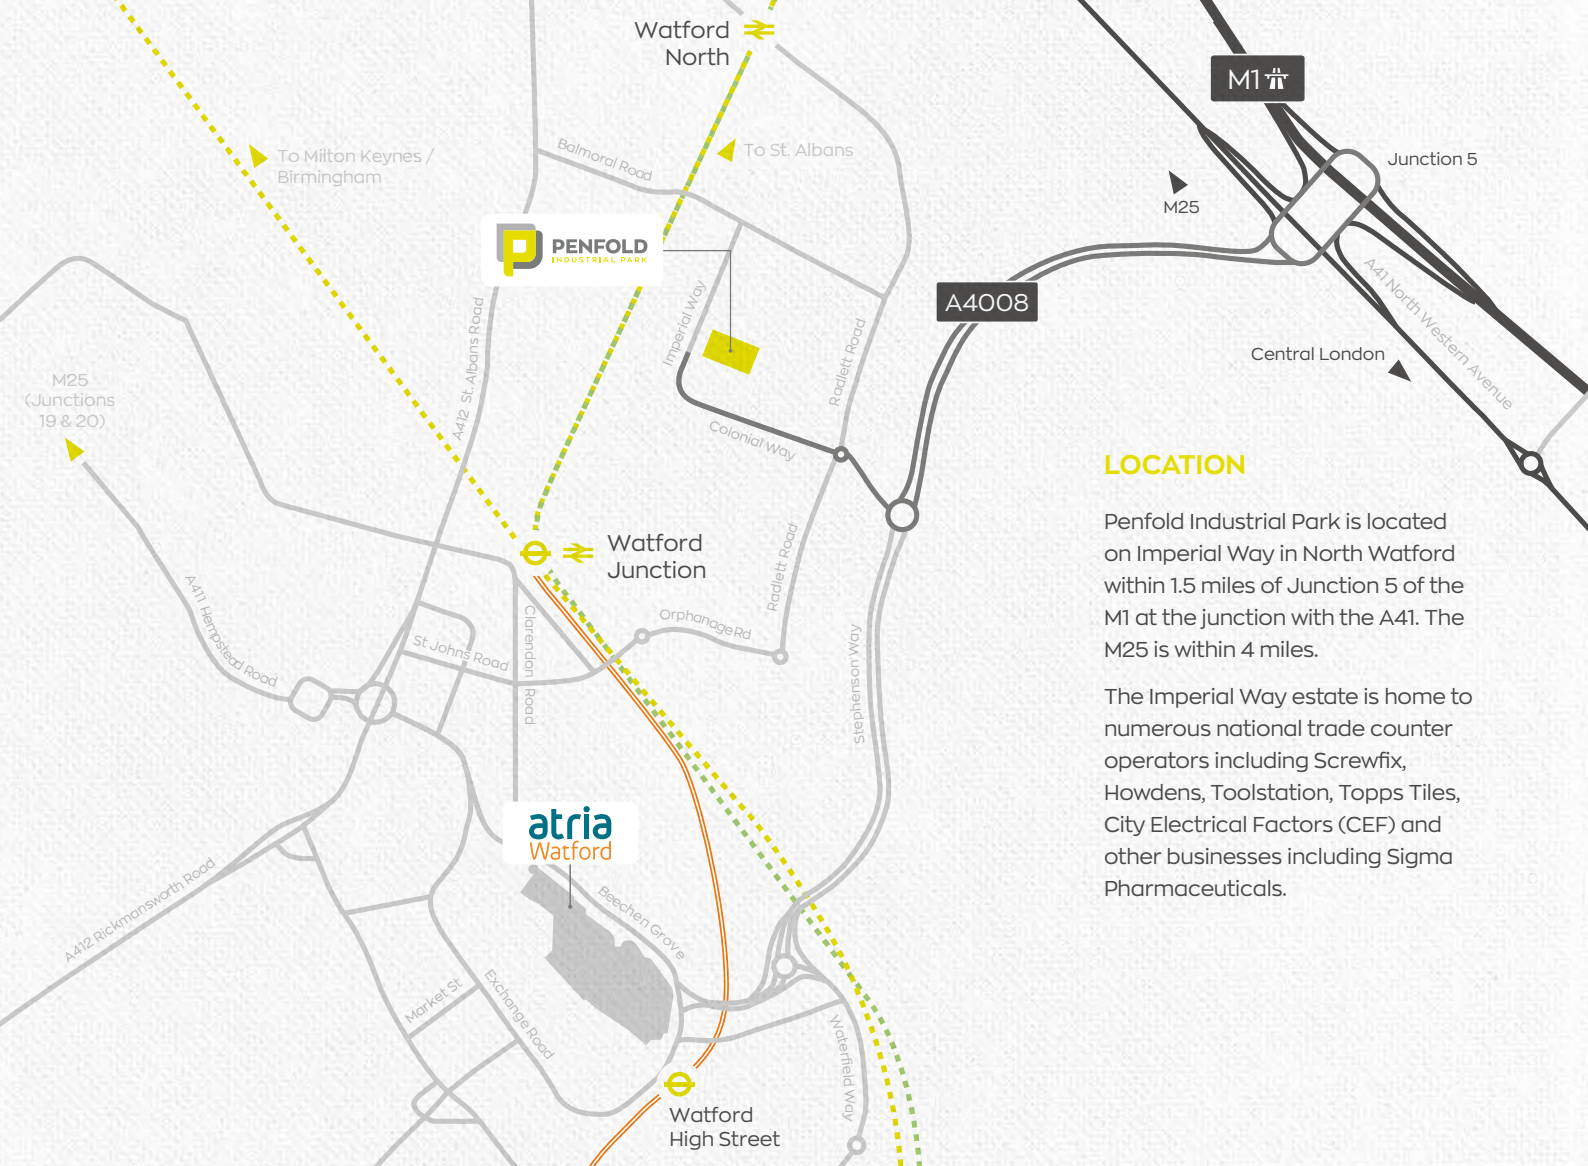 Watford
North
M1
To Milton Keynes /
Birmingham
Balmoral Road
To St. Albans
Junction 5
M25
PENFOLD
INDUSTRIAL PARK
A4008
A41 North Western Avenue
Imperial Way
A412 St. Albans Road
Radlett Road
Central London
M25
(Junctions
19 & 20)
Colonial Way
LOCATION
Penfold Industrial Park is located
on Imperial Way in North Watford
within 1.5 miles of Junction 5 of the
M1 at the junction with the A41. The
M25 is within 4 miles.
The Imperial Way estate is home to
numerous national trade counter
operators including Screwfix,
Howdens, Toolstation, Topps Tiles,
City Electrical Factors (CEF) and
other businesses including Sigma
Pharmaceuticals.
Watford
Junction
Radlett Road
A411 Hempstead Road
Clarendon Road
Orphanage Rd
St Johns Road
Stephenson Way
atria
Watford
A412 Rickmansworth Road
Beechen Grove
Market St
Exchange Road
Waterfield Way
Watford
High Street